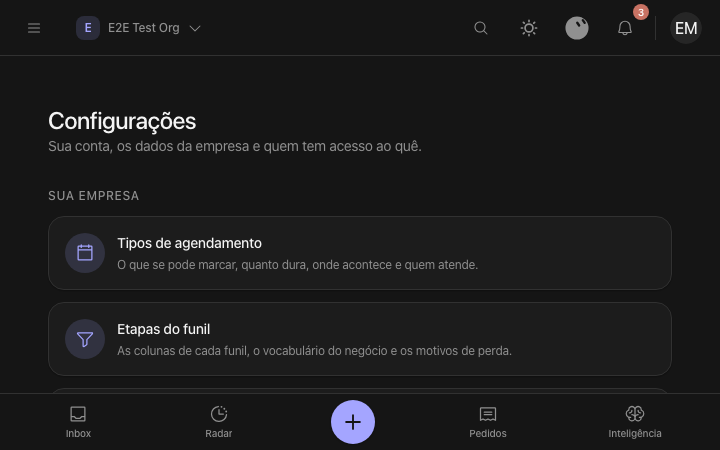 E E2E Test Org
3
EM
Configurações
Sua conta, os dados da empresa e quem tem acesso ao quê.
SUA EMPRESA
Tipos de agendamento
O que se pode marcar, quanto dura, onde acontece e quem atende.
Etapas do funil
As colunas de cada funil, o vocabulário do negócio e os motivos de perda.
Inbox
Radar
Pedidos
Inteligência